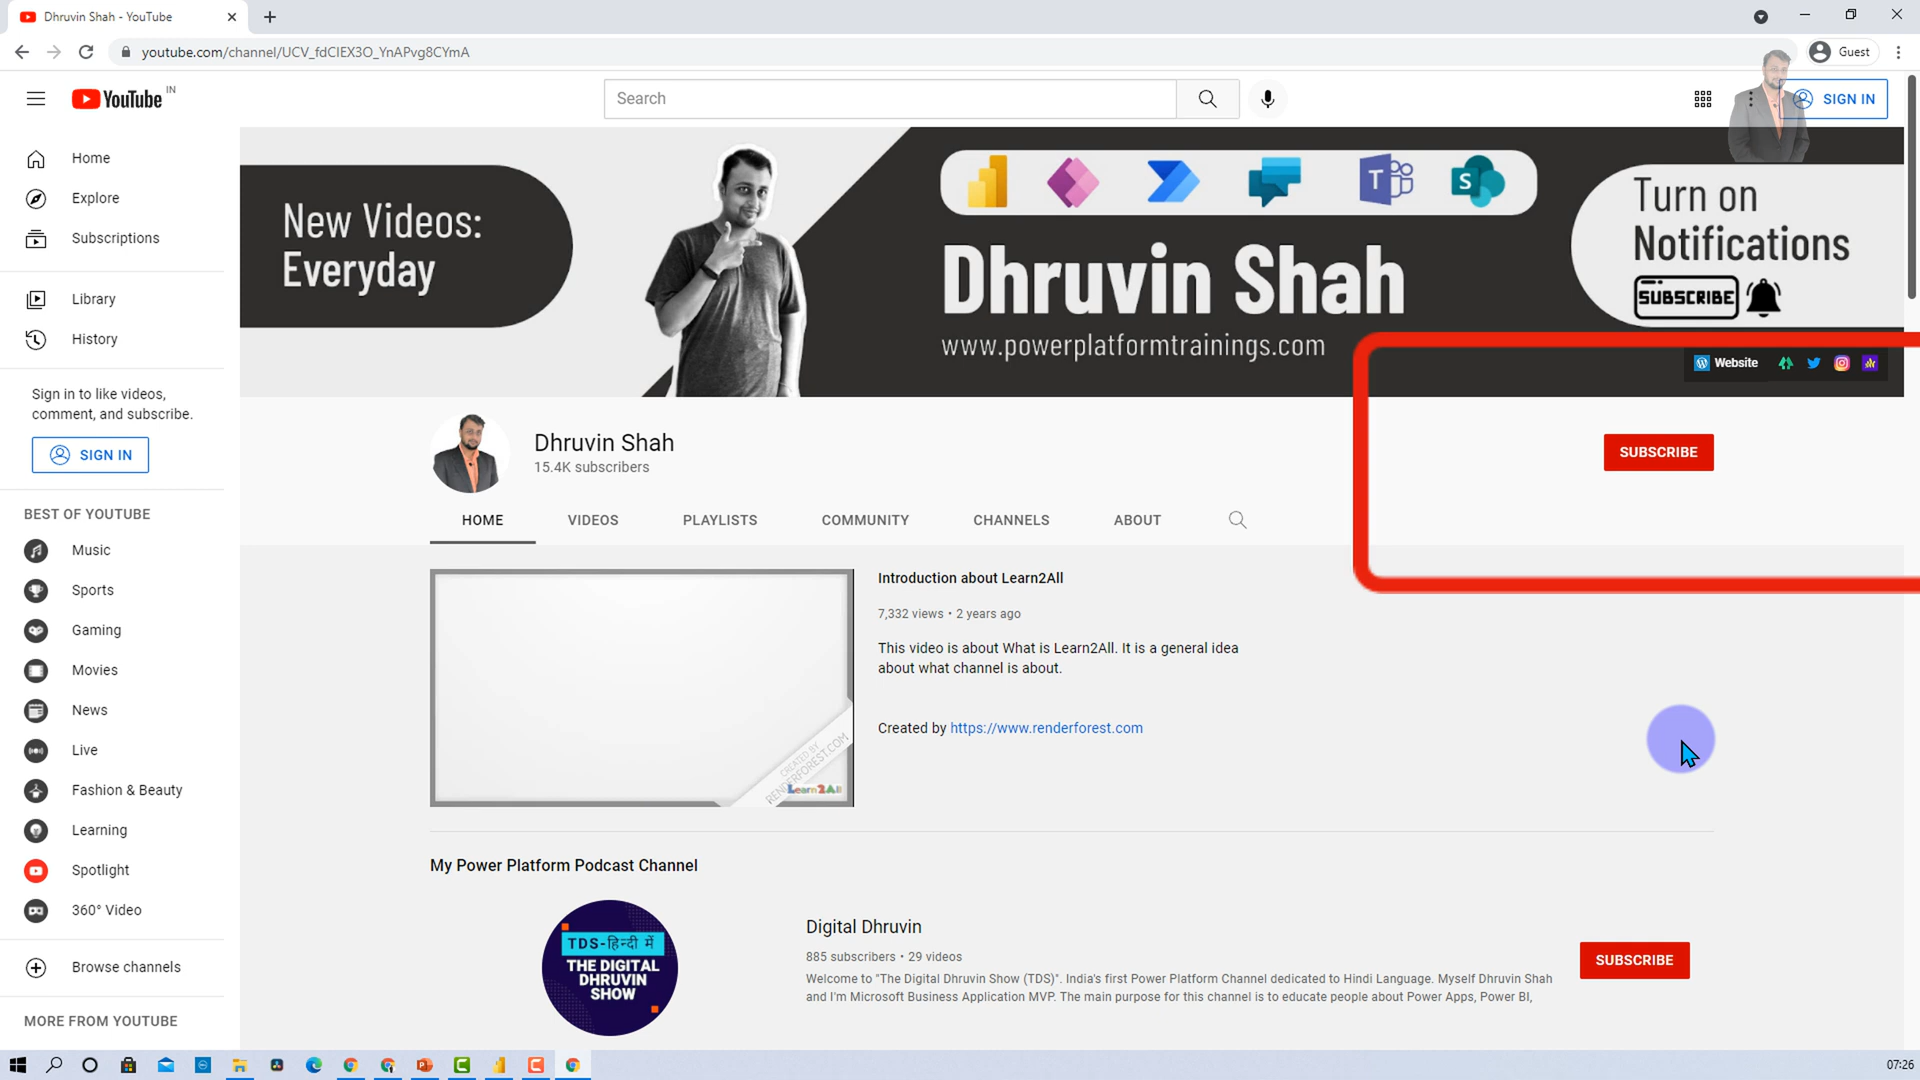 Dhruvin Shah - YouTube
youtube.com/channel/UCV_fdCIEX3O_YnAPvg8CYmA
Guest
YouTube IN
Search
SIGN IN
Home
Explore
Subscriptions
Library
History
Sign in to like videos,
comment, and subscribe.
SIGN IN
BEST OF YOUTUBE
Music
Sports
Gaming
Movies
News
Live
Fashion & Beauty
Learning
Spotlight
360° Video
Browse channels
MORE FROM YOUTUBE
New Videos:
Everyday
Dhruvin Shah
www.powerplatformtrainings.com
Turn on
Notifications
SUBSCRIBE
Website
Dhruvin Shah
15.4K subscribers
SUBSCRIBE
HOME VIDEOS PLAYLISTS COMMUNITY CHANNELS ABOUT
CREATED BY
RENDERFOREST.COM
Learn2All
Introduction about Learn2All
7,332 views • 2 years ago
This video is about What is Learn2All. It is a general idea
about what channel is about.
Created by https://www.renderforest.com
My Power Platform Podcast Channel
TDS-हिन्दी में
THE DIGITAL
DHRUVIN
SHOW
Digital Dhruvin
885 subscribers • 29 videos
Welcome to "The Digital Dhruvin Show (TDS)". India's first Power Platform Channel dedicated to Hindi Language. Myself Dhruvin Shah
and I'm Microsoft Business Application MVP. The main purpose for this channel is to educate people about Power Apps, Power BI,
SUBSCRIBE
07:26